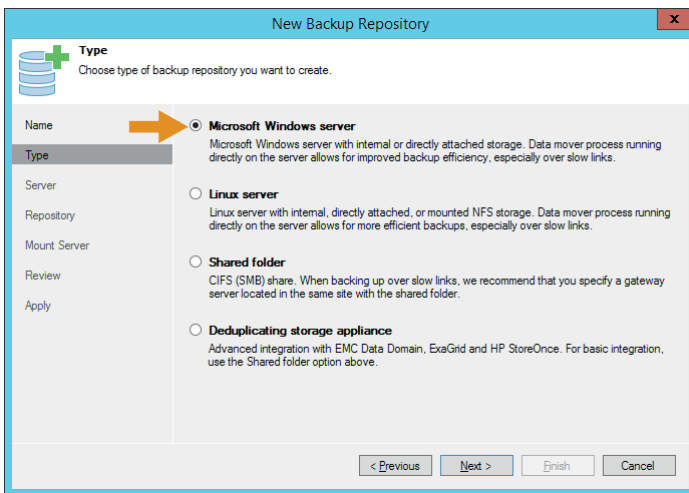 New Backup Repository
x
Type
Choose type of backup repository you want to create.
Name
Type
Server
Repository
Mount Server
Review
Apply
Microsoft Windows server
Microsoft Windows server with internal or directly attached storage. Data mover process running
directly on the server allows for improved backup efficiency, especially over slow links.
Linux server
Linux server with internal, directly attached, or mounted NFS storage. Data mover process running
directly on the server allows for more efficient backups, especially over slow links.
Shared folder
CIFS (SMB) share. When backing up over slow links, we recommend that you specify a gateway
server located in the same site with the shared folder.
Deduplicating storage appliance
Advanced integration with EMC Data Domain, ExaGrid and HP StoreOnce. For basic integration,
use the Shared folder option above.
< Previous
Next >
Finish
Cancel